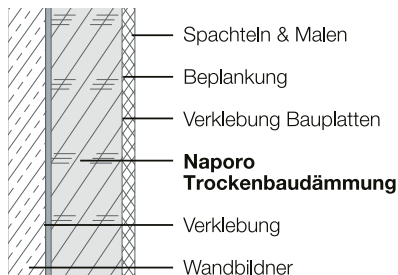 Spachteln & Malen
Beplankung
Verklebung Bauplatten
Naporo
Trockenbaudämmung
Verklebung
Wandbildner